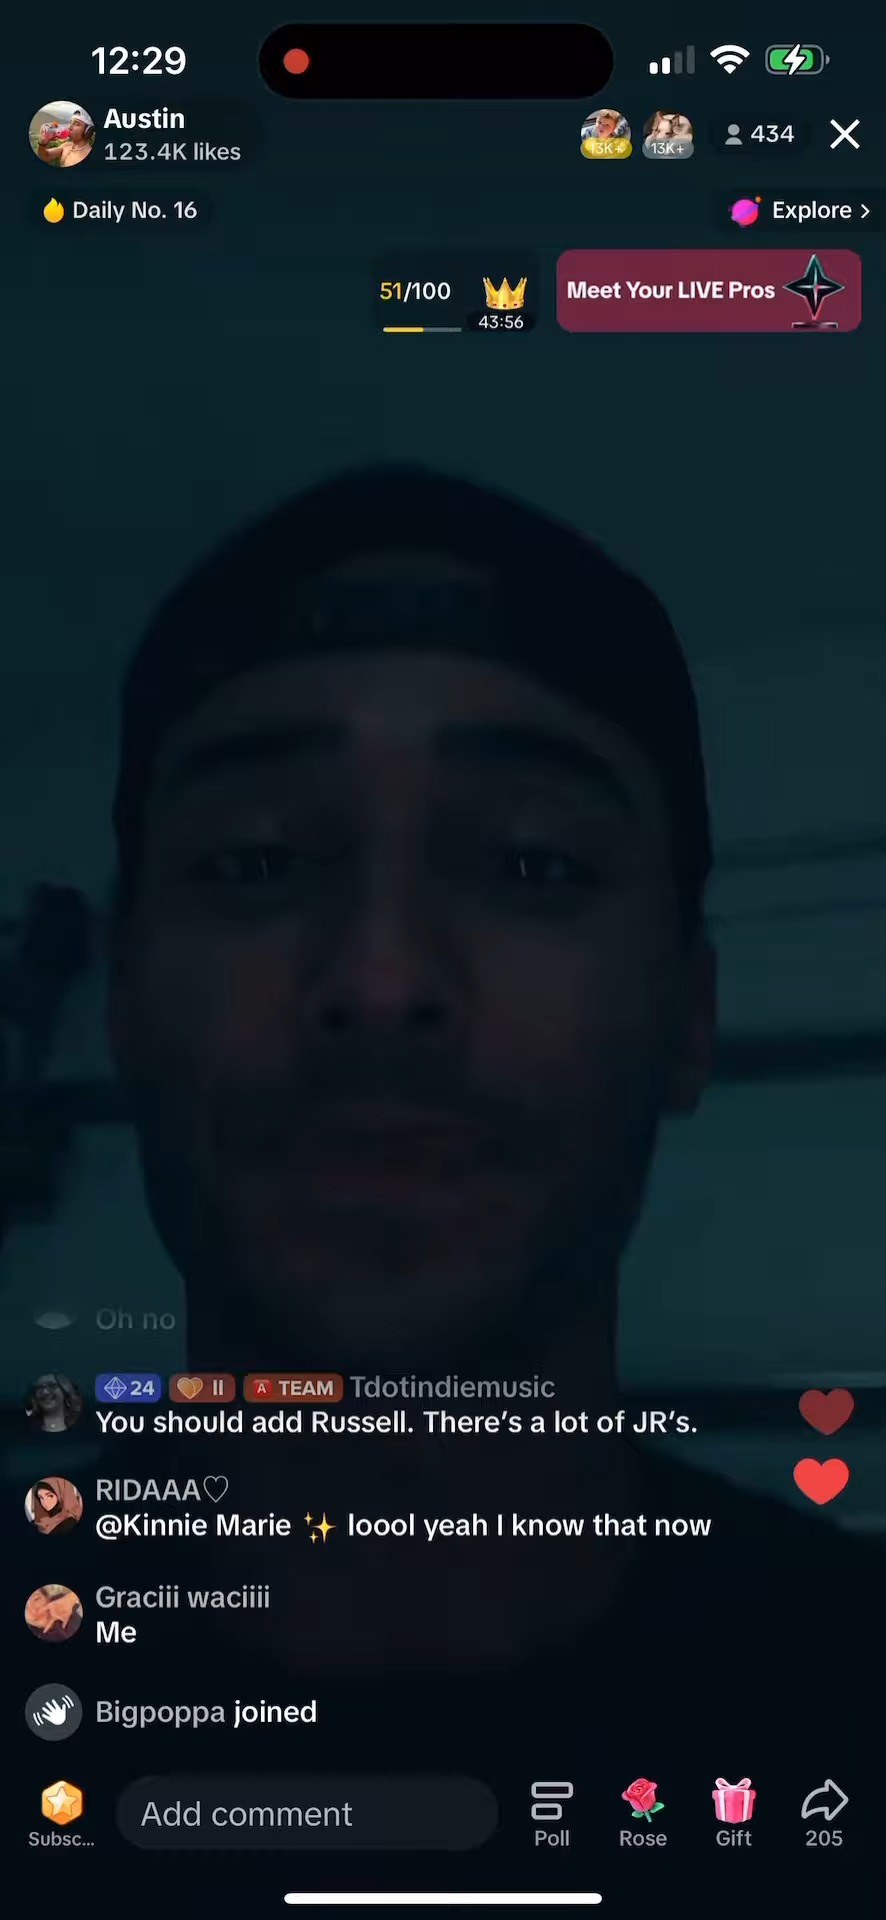 12:29
Austin
123.4K likes
13K+
13K+
434
Daily No. 16
Explore >
51/100
43:56
Meet Your LIVE Pros
Oh no
24 II A TEAM Tdotindiemusic
You should add Russell. There's a lot of JR's.
RIDAAA♡
@Kinnie Marie ✨ loool yeah I know that now
Graciii waciiii
Me
Bigpoppa joined
Subsc...
Add comment
Poll
Rose
Gift
205